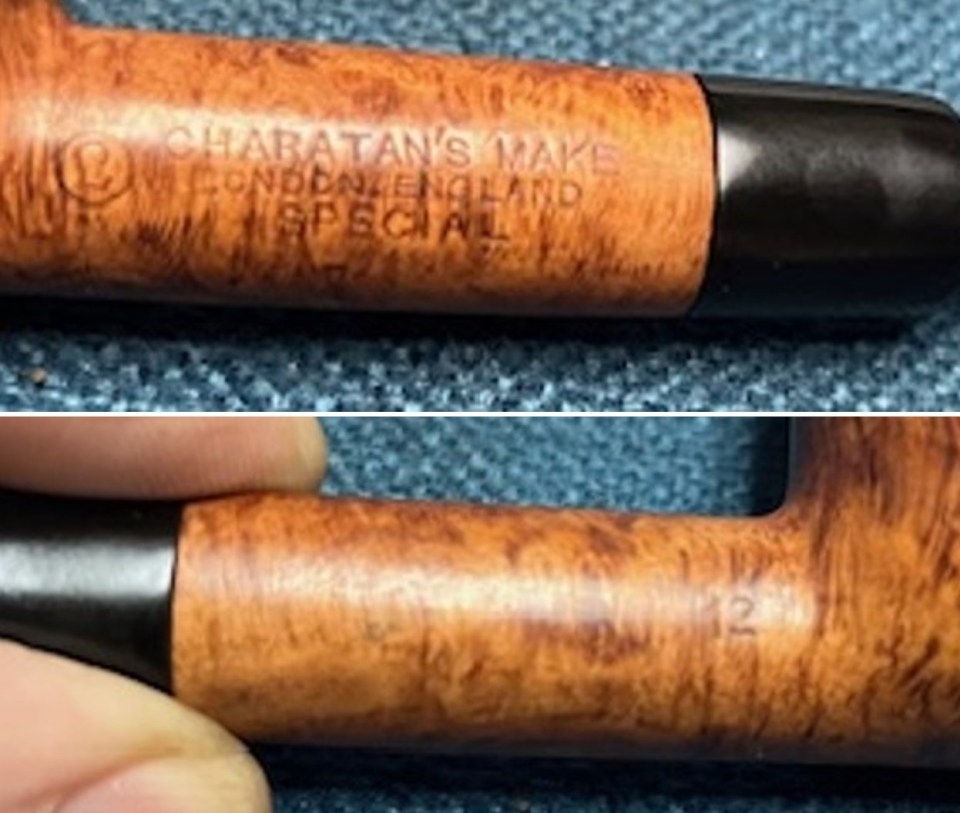 £
CHARATAN'S MAKE
LONDON, ENGLAND
SPECIAL
12